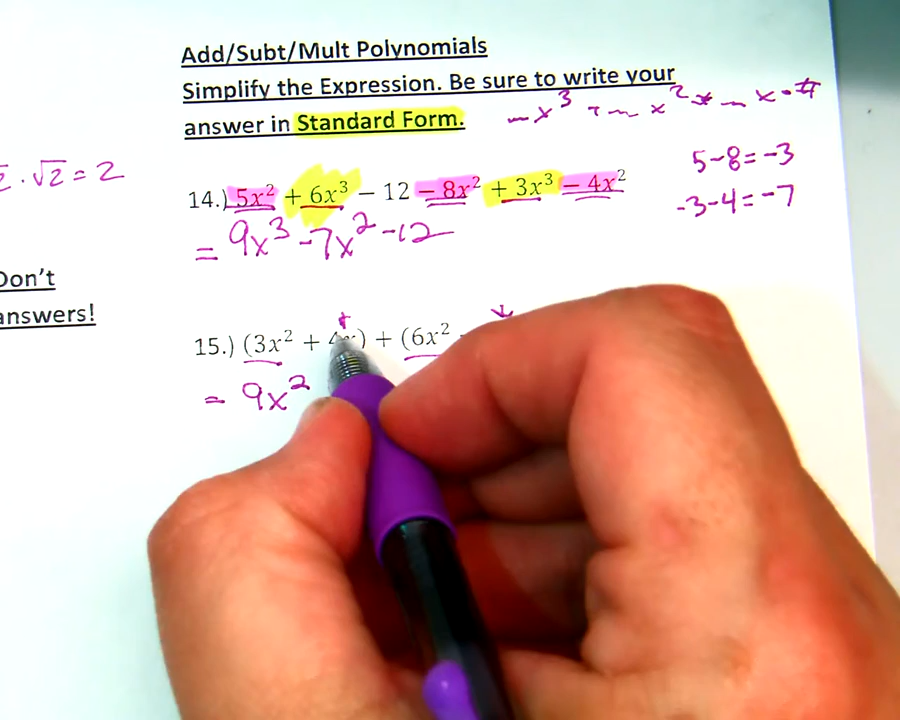 Add/Subt/Mult Polynomials
Simplify the Expression. Be sure to write your
answer in Standard Form.
x³ x² x
√2 = 2
5-8=-3
-3-4=-7
14.) 5x² + 6x³ − 12 − 8x² + 3x³ − 4x²
= 9x³ -7x² -12
Don't
answers!
15.) (3x² + ) + (6x²
= 9x²